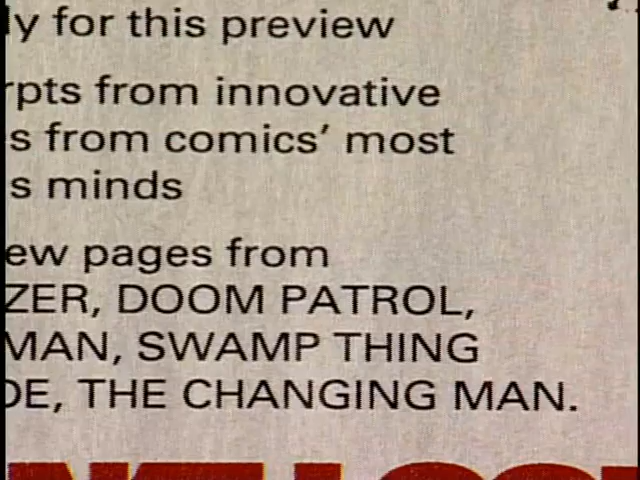 ly for this preview
rpts from innovative
s from comics' most
s minds
ew pages from
ZER, DOOM PATROL,
MAN, SWAMP THING
DE, THE CHANGING MAN.